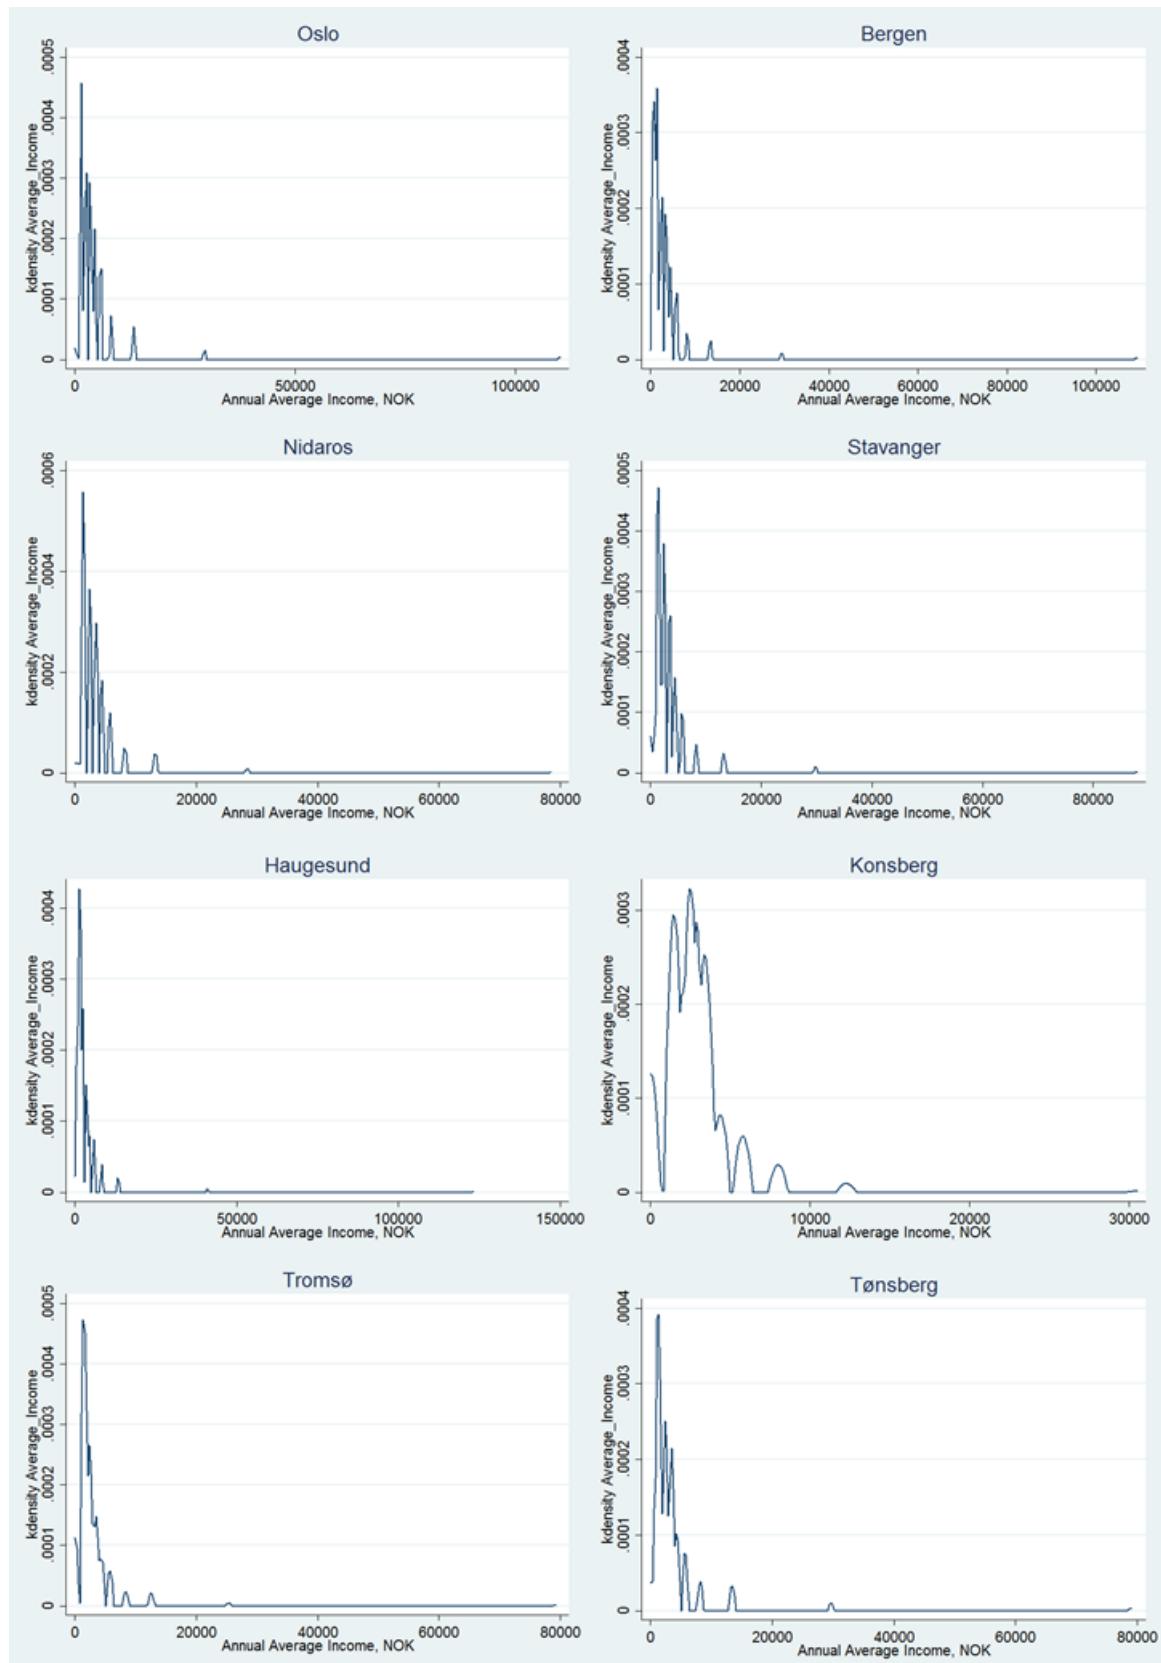 Oslo
kdensity Average_Income
.0005
.0004
.0003
.0002
.0001
0
0 50000 100000
Annual Average Income, NOK
Bergen
kdensity Average_Income
.0004
.0003
.0002
.0001
0
0 20000 40000 60000 80000 100000
Annual Average Income, NOK
Nidaros
kdensity Average_Income
.0006
.0004
.0002
0
0 20000 40000 60000 80000
Annual Average Income, NOK
Stavanger
kdensity Average_Income
.0005
.0004
.0003
.0002
.0001
0
0 20000 40000 60000 80000
Annual Average Income, NOK
Haugesund
kdensity Average_Income
.0004
.0003
.0002
.0001
0
0 50000 100000 150000
Annual Average Income, NOK
Konsberg
kdensity Average_Income
.0003
.0002
.0001
0
0 10000 20000 30000
Annual Average Income, NOK
Tromsø
kdensity Average_Income
.0005
.0004
.0003
.0002
.0001
0
0 20000 40000 60000 80000
Annual Average Income, NOK
Tønsberg
kdensity Average_Income
.0004
.0003
.0002
.0001
0
0 20000 40000 60000 80000
Annual Average Income, NOK